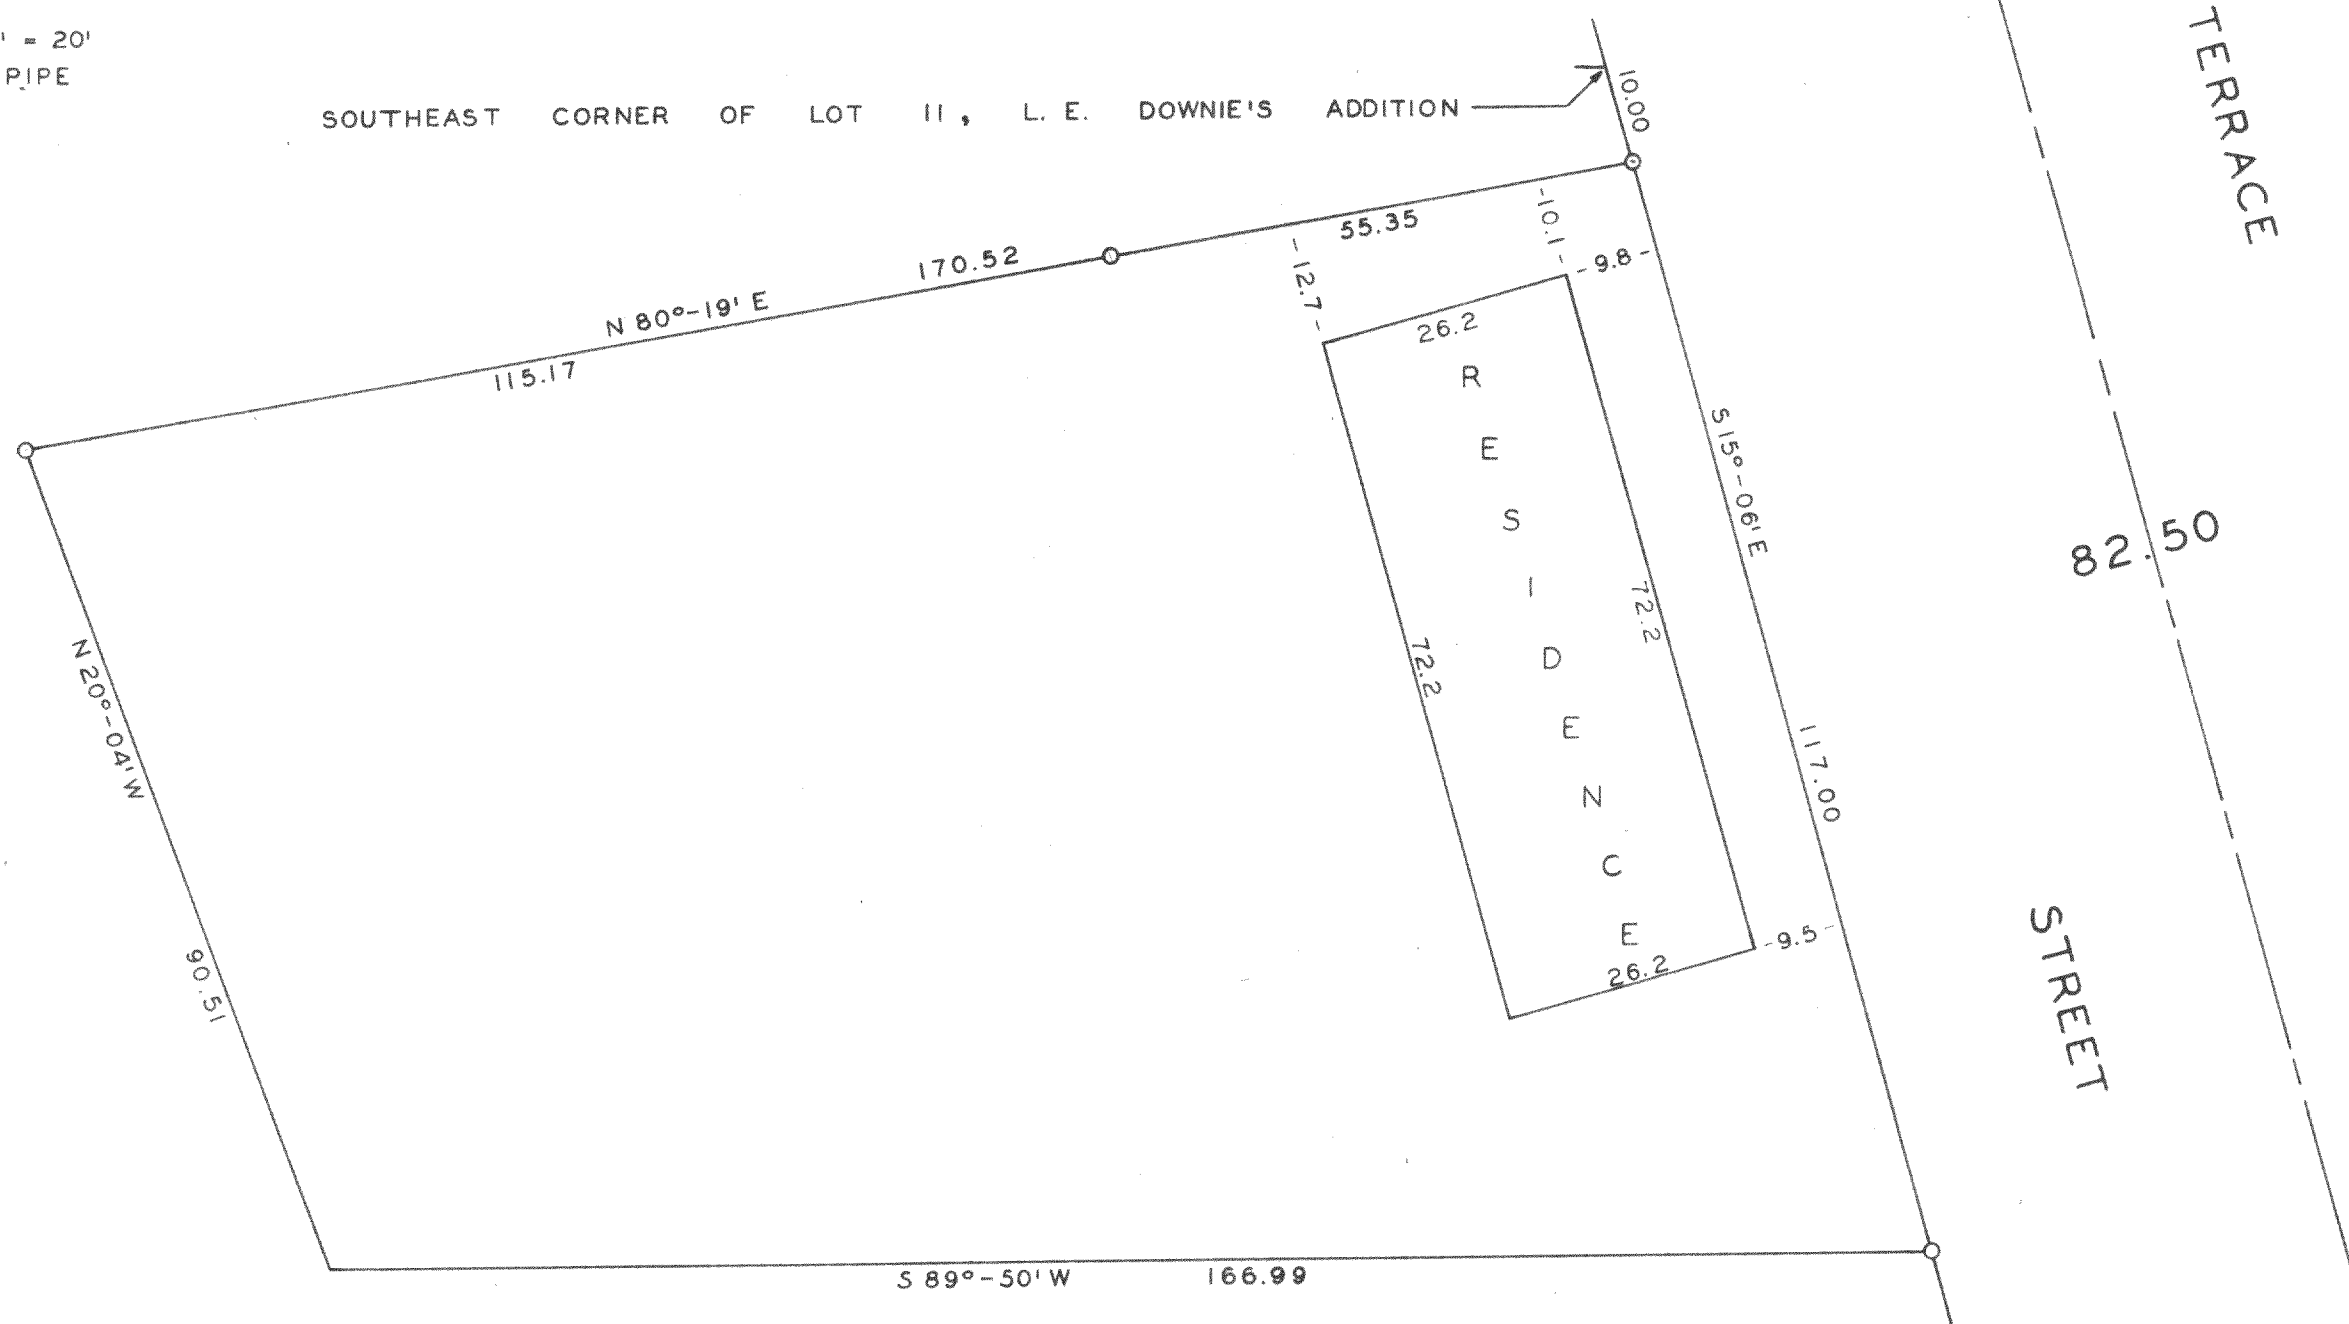 ' = 20'
PIPE
SOUTHEAST CORNER OF LOT 11, L. E. DOWNIE'S ADDITION
10.00
TERRACE
55.35
10.1
170.52
9.8
12.7
N 80°-19' E
26.2
115.17
RESIDENCE
S 15°-06' E
82.50
72.2
72.2
N 20°-04' W
117.00
9.5
26.2
90.51
STREET
S 89°-50' W 166.99